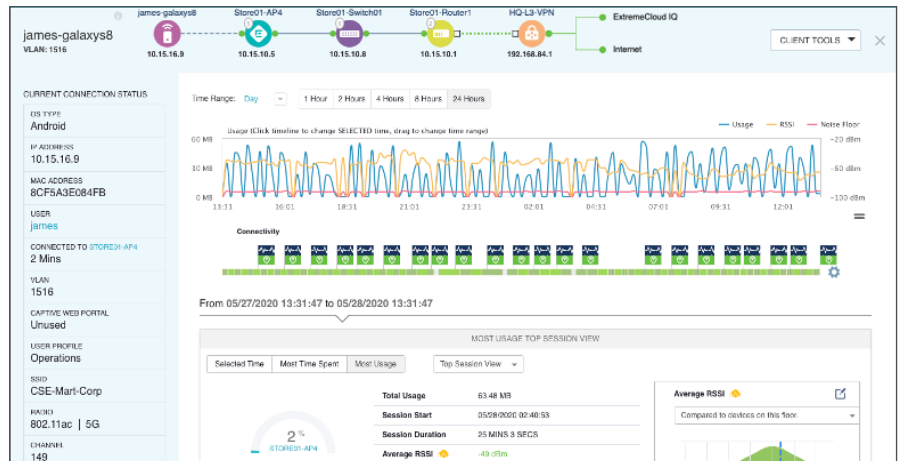 james-galaxys8
Store01-AP4
Store01-Switch01
Store01-Router1
HQ-L3-VPN
ExtremeCloud IQ
Internet
10.15.16.9
10.15.10.5
10.15.10.8
10.15.10.1
192.168.84.1
james-galaxys8
VLAN: 1516
CLIENT TOOLS
CURRENT CONNECTION STATUS
OS TYPE
Android
IP ADDRESS
10.15.16.9
MAC ADDRESS
8CF5A3E084FB
USER
james
CONNECTED TO STORE01-AP4
2 Mins
VLAN
1516
CAPTIVE WEB PORTAL
Unused
USER PROFILE
Operations
SSID
CSE-Mart-Corp
RADIO
802.11ac | 5G
CHANNEL
149
Time Range: Day 1 Hour 2 Hours 4 Hours 8 Hours 24 Hours
Usage (Click timeline to change SELECTED time, drag to change time range)
Usage RSSI Noise Floor
60 MB
30 MB
0 MB
-20 dBm
-60 dBm
-100 dBm
13:31 16:01 18:31 21:01 23:31 02:01 04:31 07:01 09:31 12:01
Connectivity
From 05/27/2020 13:31:47 to 05/28/2020 13:31:47
MOST USAGE TOP SESSION VIEW
Selected Time Most Time Spent Most Usage Top Session View
2 %
STORE01-AP4
Total Usage 63.48 MB
Session Start 05/28/2020 02:40:53
Session Duration 25 MINS 3 SECS
Average RSSI -49 dBm
Average RSSI
Compared to devices on this floor